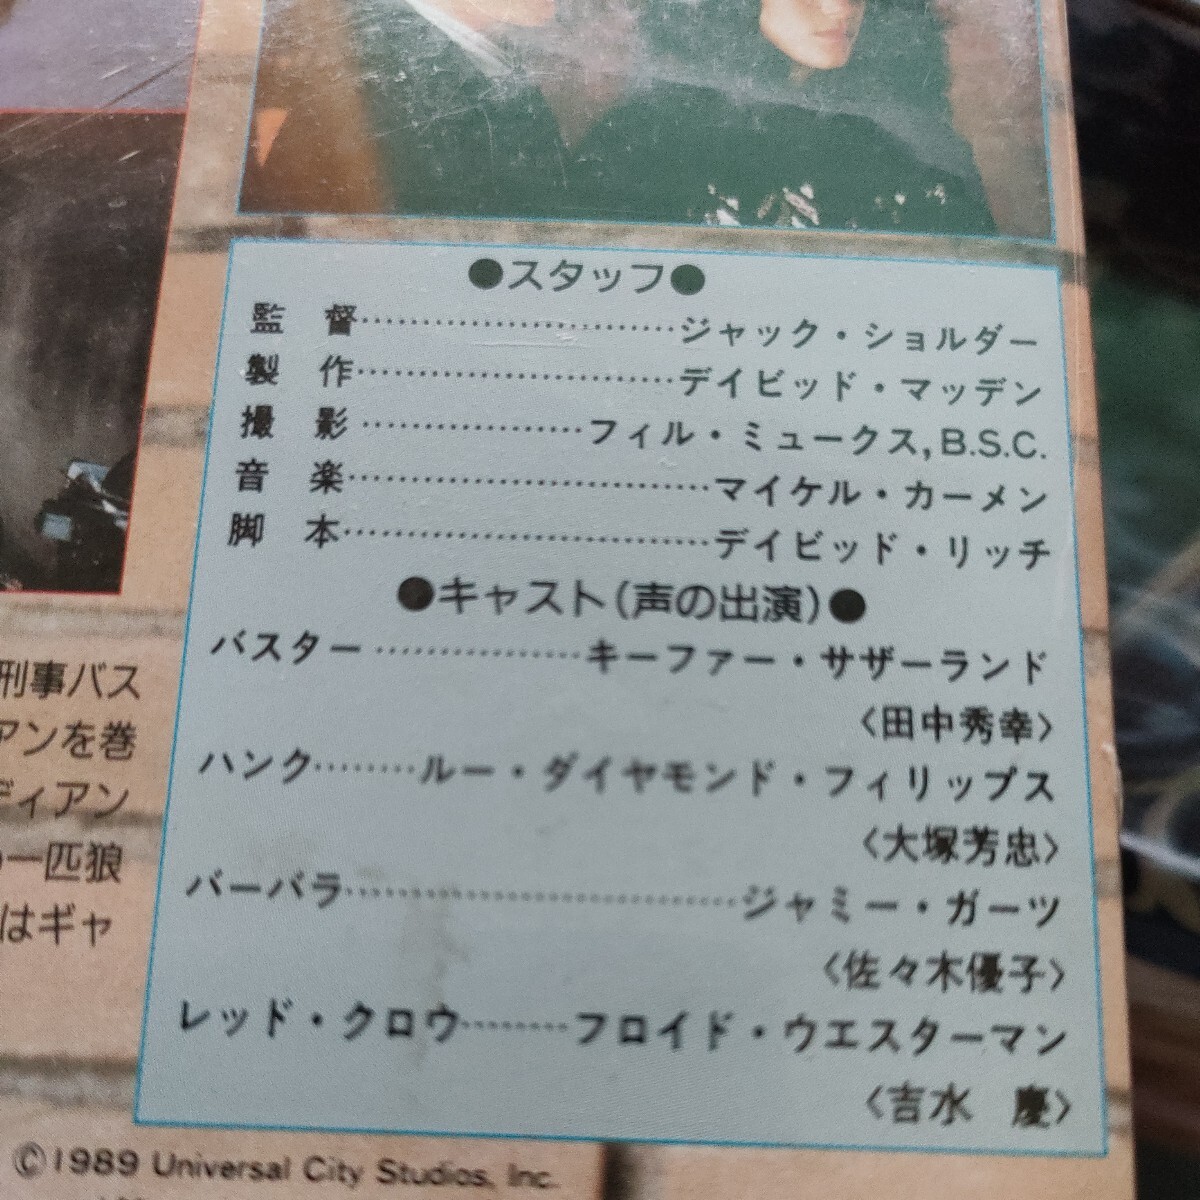 ●スタッフ●
監 督…………………………ジャック・ショルダー
製 作…………………………デイビッド・マッデン
撮 影………………フィル・ミュークス, B.S.C.
音 楽…………………………マイケル・カーメン
脚 本…………………………デイビッド・リッチ
●キャスト(声の出演)●
バスター………………キーファー・サザーランド
〈田中秀幸〉
ハンク………ルー・ダイヤモンド・フィリップス
〈大塚芳忠〉
バーバラ…………………………ジャミー・ガーツ
〈佐々木優子〉
レッド・クロウ………フロイド・ウエスターマン
〈吉水 慶〉
刑事バス
アンを巻
ディアン
一匹狼
はギャ
©1989 Universal City Studios, Inc.